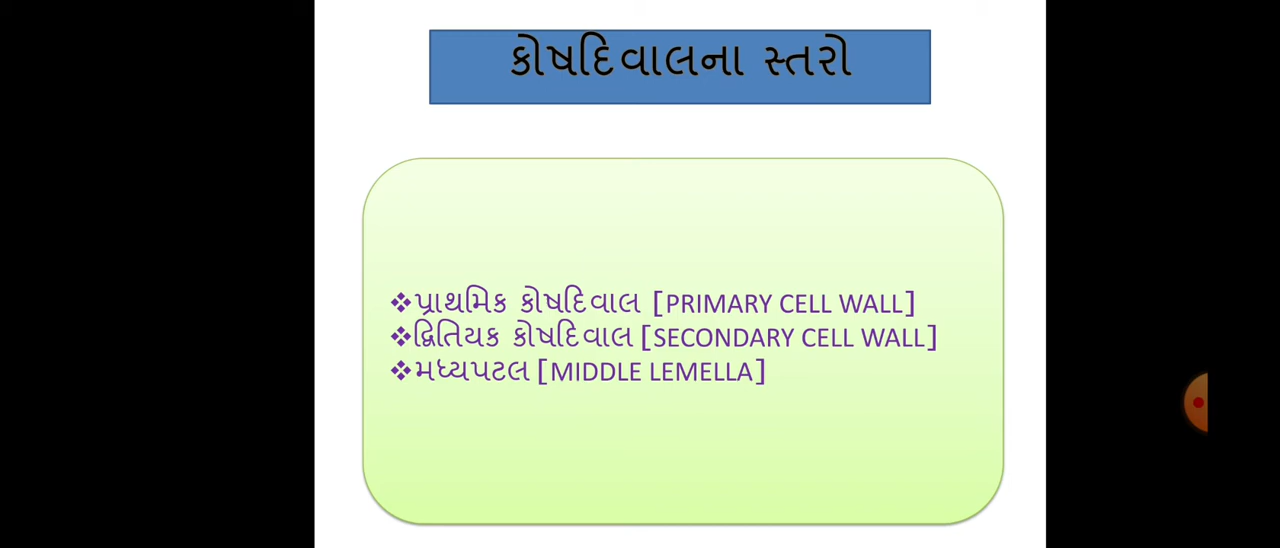 કોષદિવાલના સ્તરો
❖પ્રાથમિક કોષદિવાલ [PRIMARY CELL WALL]
❖દ્વિતિયક કોષદિવાલ [SECONDARY CELL WALL]
❖મધ્યપટલ [MIDDLE LEMELLA]